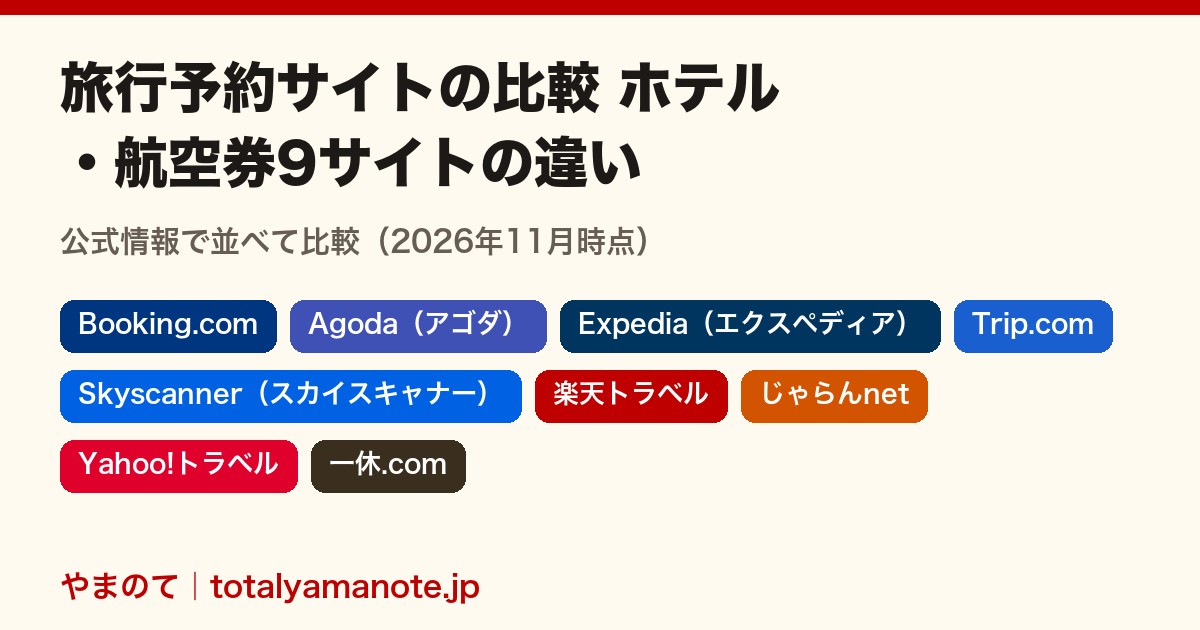 旅行予約サイトの比較 ホテル
・航空券9サイトの違い
公式情報で並べて比較（2026年11月時点）
Booking.com Agoda（アゴダ） Expedia（エクスペディア） Trip.com
Skyscanner（スカイスキャナー） 楽天トラベル じゃらんnet
Yahoo!トラベル 一休.com
やまのて｜totalyamanote.jp